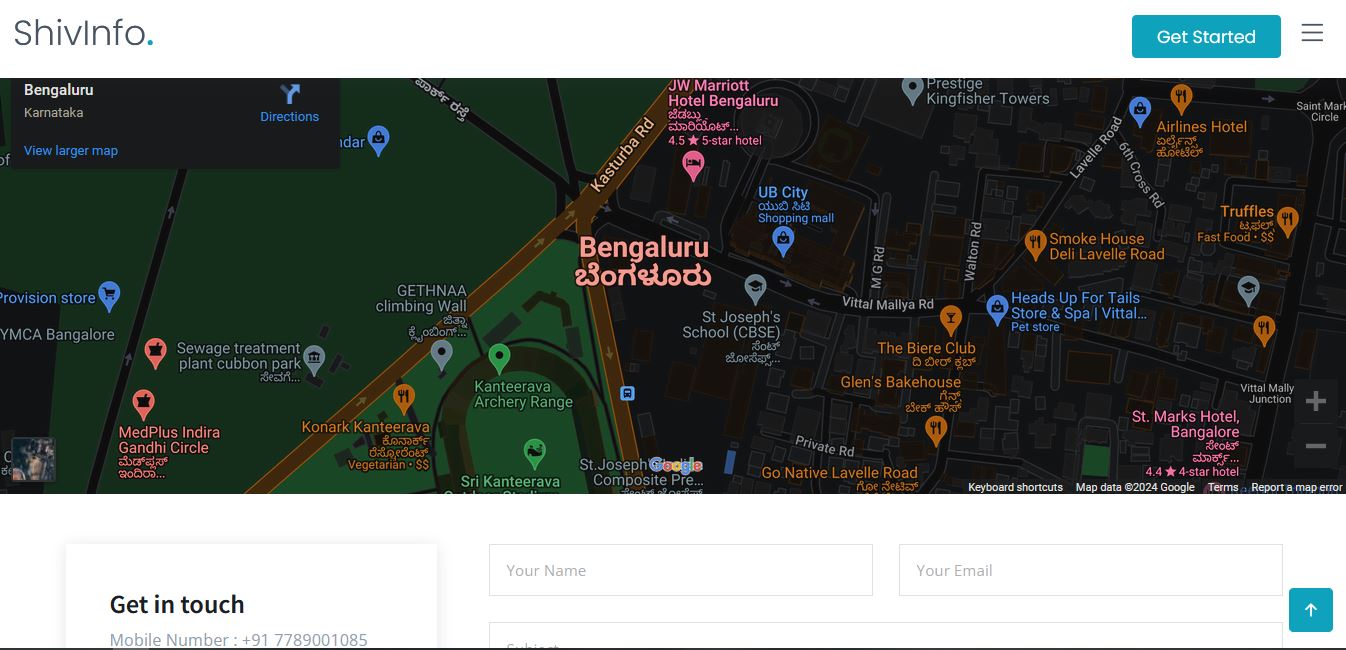 ShivInfo.
Get Started
Bengaluru
Karnataka
Directions
View larger map
ಪಾರ್ಕ್ ರಸ್ತೆ
ndar
Kasturba Rd
JW Marriott
Hotel Bengaluru
ಜೆಡಬ್ಲ್ಯು
ಮಾರಿಯೊಟ್...
4.5 ★ 5-star hotel
Prestige
Kingfisher Towers
Airlines Hotel
ಏರ್ಲೈನ್ಸ್
ಹೋಟೆಲ್
Saint Mark
Circle
Lavelle Road
6th Cross Rd
UB City
ಯುಬಿ ಸಿಟಿ
Shopping mall
Truffles
ಟ್ರಫಲ್ಸ್
Fast Food • $$
Smoke House
Deli Lavelle Road
Bengaluru
ಬೆಂಗಳೂರು
M G Rd
Walton Rd
Vittal Mallya Rd
Provision store
YMCA Bangalore
GETHNAA
climbing Wall
ಕ್ಲೈಂಬಿಂಗ್...
St Joseph's
School (CBSE)
ಸೇಂಟ್
ಜೋಸೆಫ್ಸ್...
Heads Up For Tails
Store & Spa | Vittal...
Pet store
Sewage treatment
plant cubbon park
ಸೇವಗೆ...
The Biere Club
ದಿ ಬೀರ್ ಕ್ಲಬ್
Kanteerava
Archery Range
Glen's Bakehouse
ಗೆನ್ಸ್
ಬೇಕ್ ಹೌಸ್
Vittal Mally
Junction
MedPlus Indira
Gandhi Circle
ಮೆಡ್‌ಪ್ಲಸ್
ಇಂದಿರಾ...
Konark Kanteerava
ಕೊನಾರ್ಕ್
ರೆಸ್ಟೋರೆಂಟ್
Vegetarian • $$
St. Marks Hotel,
Bangalore
ಸೇಂಟ್
ಮಾರ್ಕ್ಸ್...
4.4 ★ 4-star hotel
Private Rd
Go Native Lavelle Road
ಗೋ ನೇಟಿವ್
Sri Kanteerava
St.Joseph
Composite Pre...
Google
Keyboard shortcuts
Map data ©2024 Google
Terms
Report a map error
Your Name
Your Email
Get in touch
Mobile Number : +91 7789001085